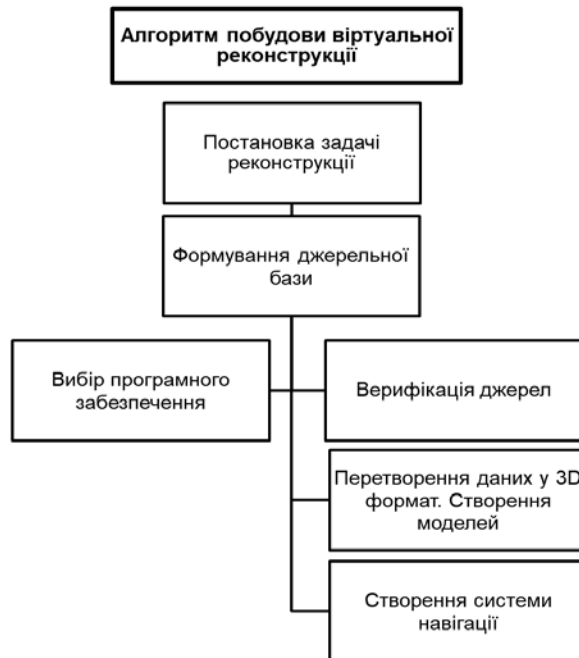 Алгоритм побудови віртуальної
реконструкції
Постановка задачі
реконструкції
Формування джерельної
бази
Вибір програмного
забезпечення
Верифікація джерел
Перетворення даних у 3D
формат. Створення
моделей
Створення системи
навігації